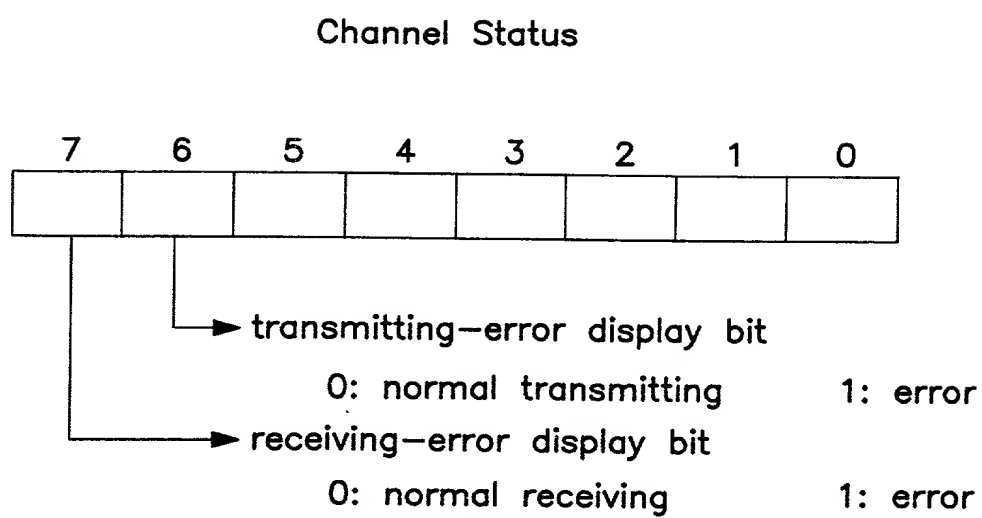 Channel Status
7 6 5 4 3 2 1 0
transmitting-error display bit
0: normal transmitting 1: error
receiving-error display bit
0: normal receiving 1: error